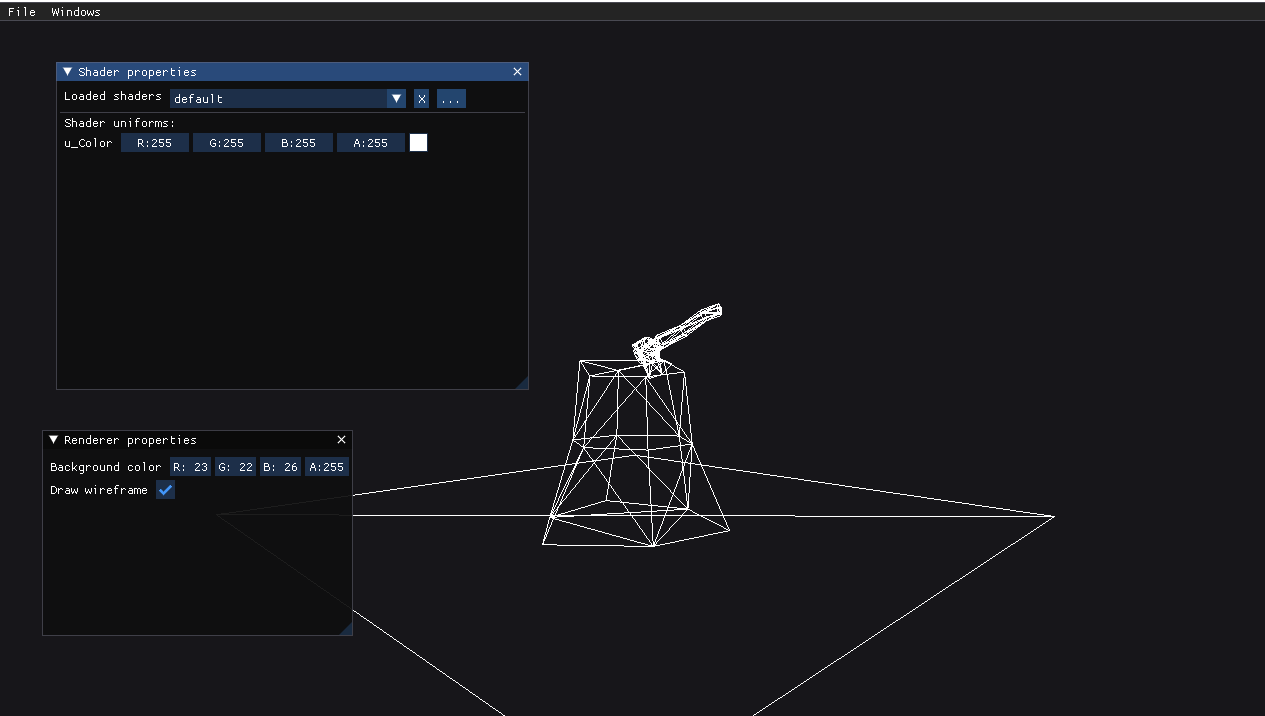 File Windows
Shader properties
Loaded shaders default X ...
Shader uniforms:
u_Color R:255 G:255 B:255 A:255
Renderer properties
Background color R: 23 G: 22 B: 26 A:255
Draw wireframe